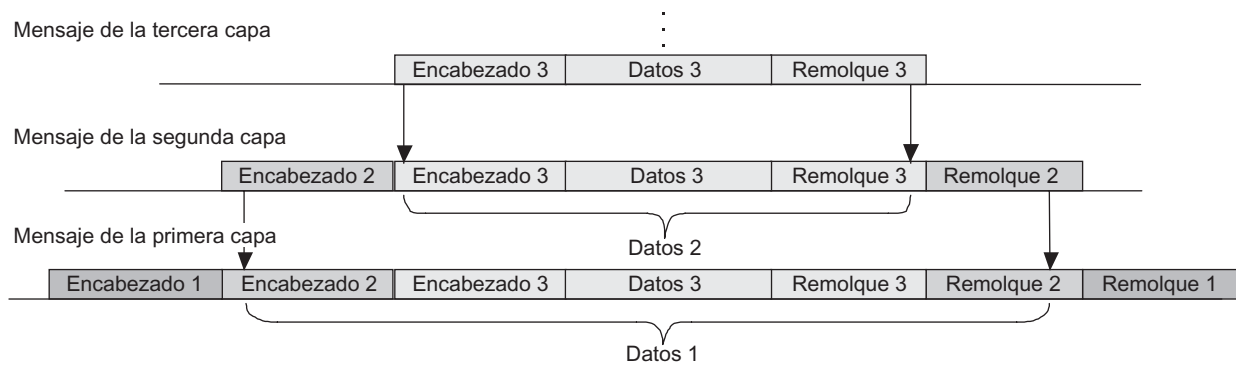 Mensaje de la tercera capa
Encabezado 3 Datos 3 Remolque 3
Mensaje de la segunda capa
Encabezado 2 Encabezado 3 Datos 3 Remolque 3 Remolque 2
Datos 2
Mensaje de la primera capa
Encabezado 1 Encabezado 2 Encabezado 3 Datos 3 Remolque 3 Remolque 2 Remolque 1
Datos 1